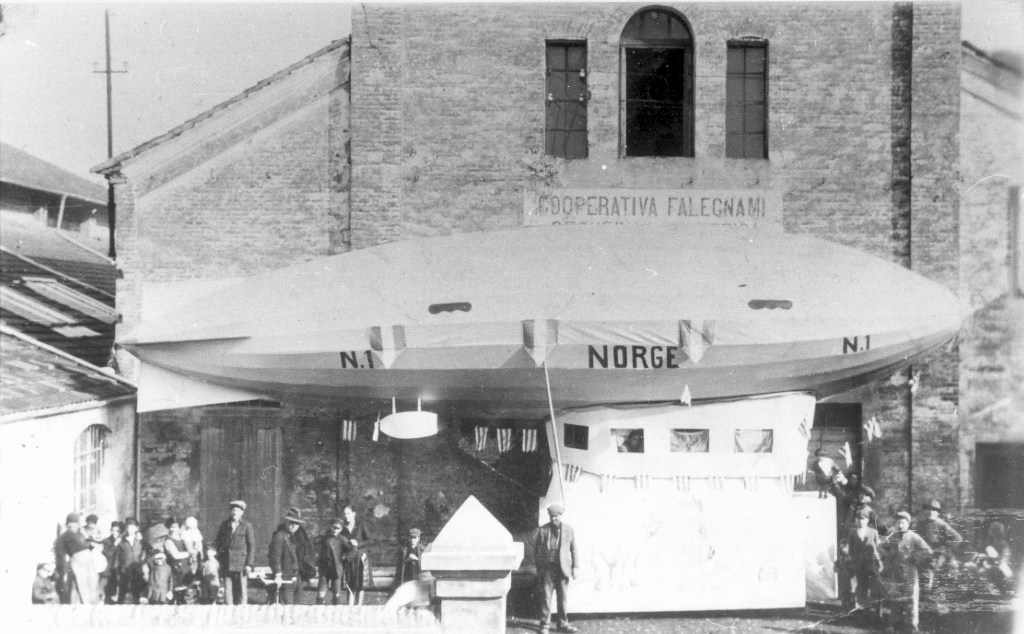 COOPERATIVA FALEGNAMI
N.1
NORGE
N.1